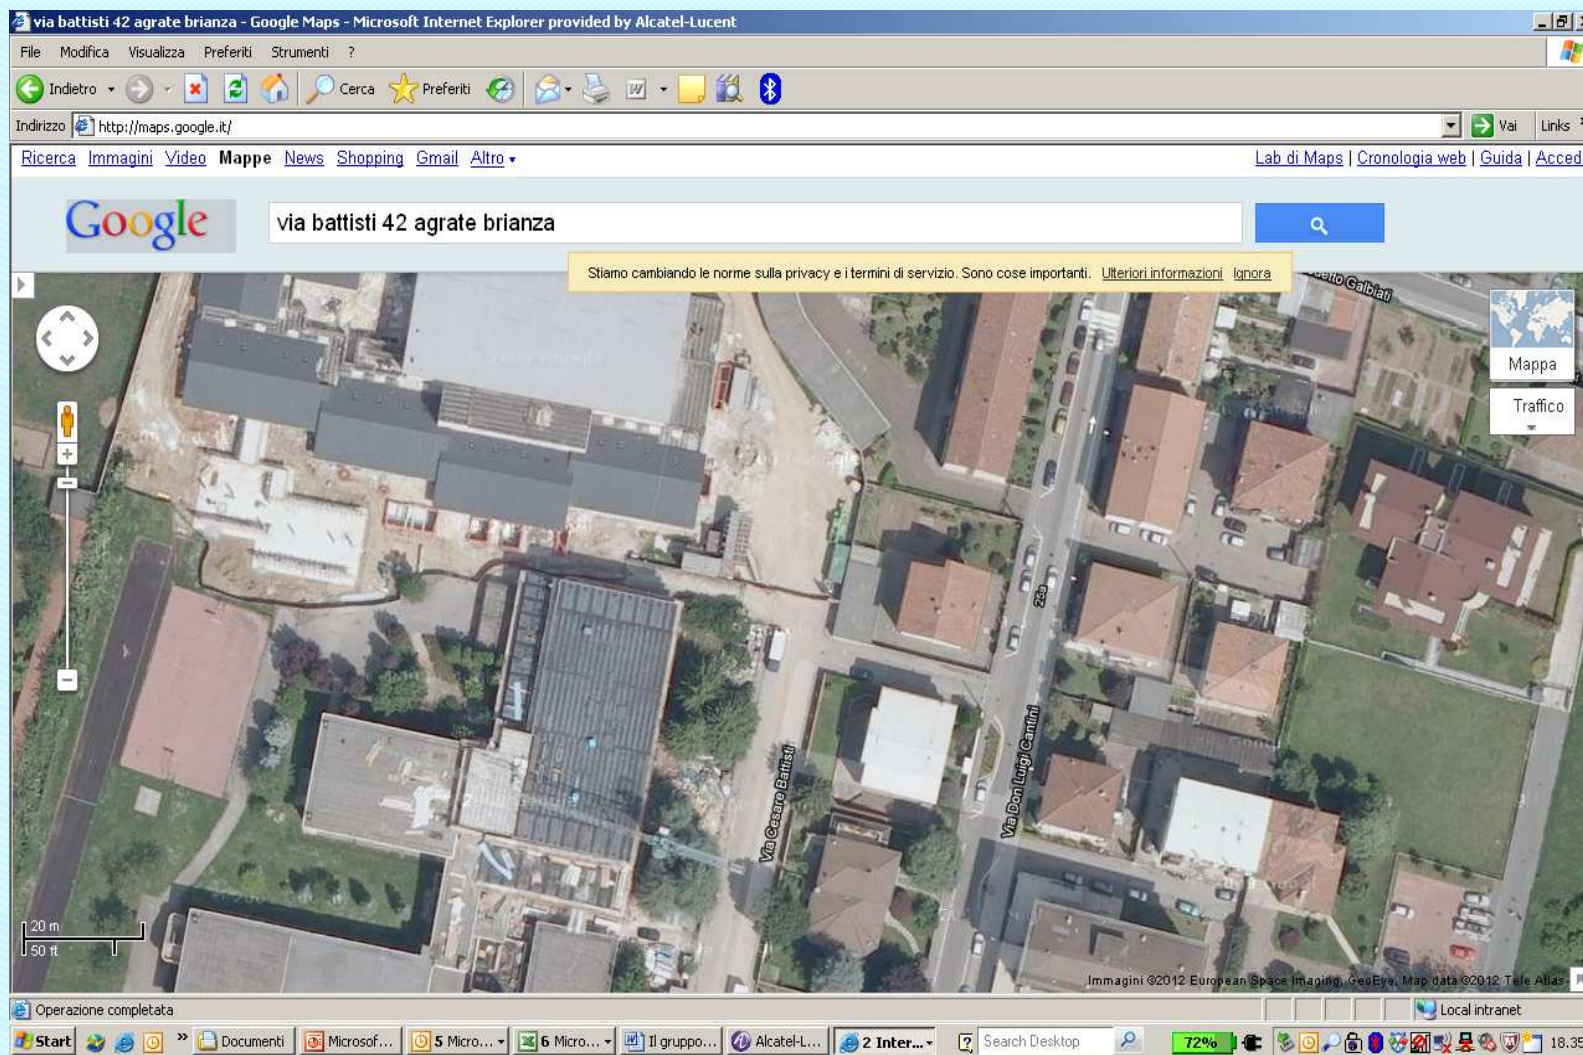 via battisti 42 agrate brianza - Google Maps - Microsoft Internet Explorer provided by Alcatel-Lucent
File Modifica Visualizza Preferiti Strumenti ?
Indietro Cerca Preferiti
Indirizzo http://maps.google.it/ Vai Links
Ricerca Immagini Video Mappe News Shopping Gmail Altro Lab di Maps | Cronologia web | Guida | Acced
Google via battisti 42 agrate brianza
Stiamo cambiando le norme sulla privacy e i termini di servizio. Sono cose importanti. Ulteriori informazioni Ignora
Galbiati
Mappa
Traffico
25a
Via Cesare Battisti
Via Don Luigi Cantini
20 m
50 ft
Immagini ©2012 European Space Imaging, GeoEye, Map data ©2012 Tele Atlas -
Operazione completata Local intranet
Start » Documenti Microsof... 5 Micro... 6 Micro... Il gruppo... Alcatel-L... 2 Inter... Search Desktop 72% 18.35